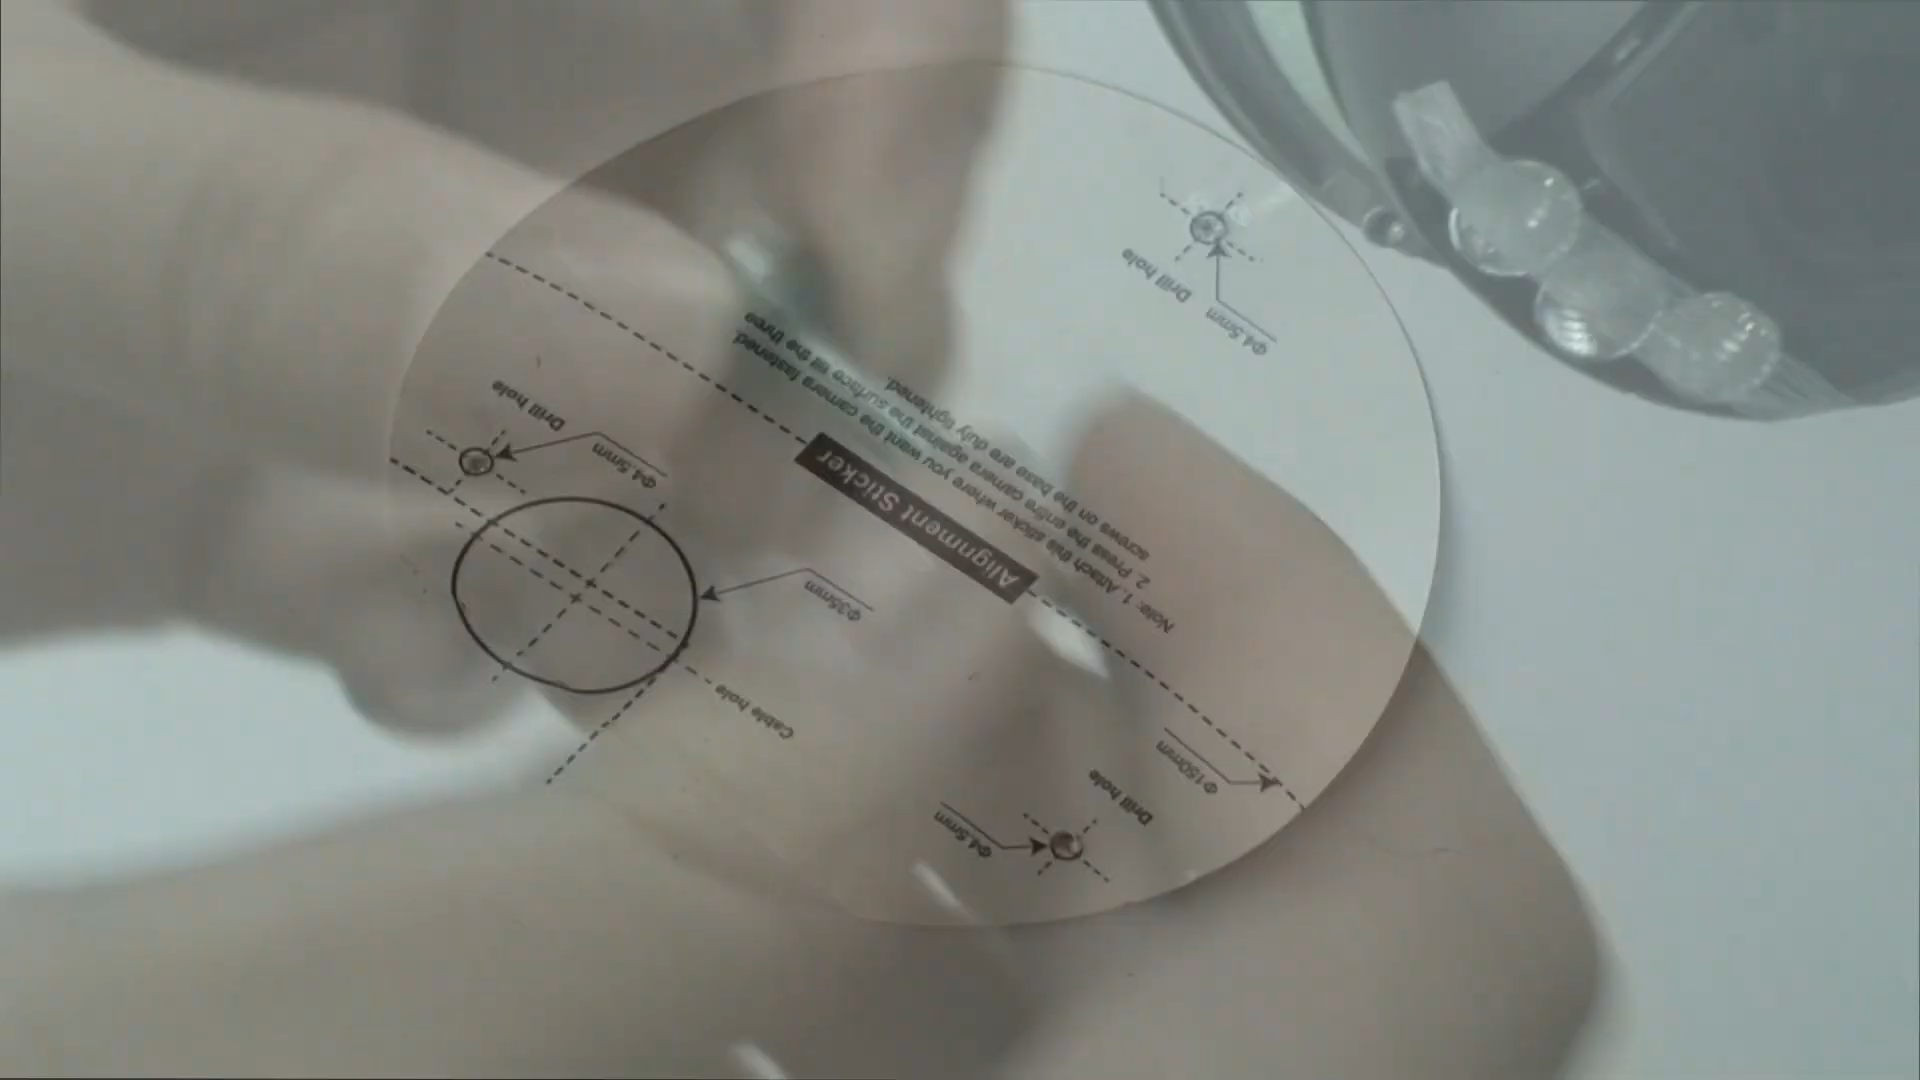 Alignment Sticker
Note: 1. Attach this sticker where you want the camera fastened.
2. Press the entire camera against the surface till the three
screws on the base are duly tightened.
Φ150mm
Drill hole
Φ4.5mm
Cable hole
Φ35mm
Drill hole
Φ4.5mm
Drill hole
Φ4.5mm